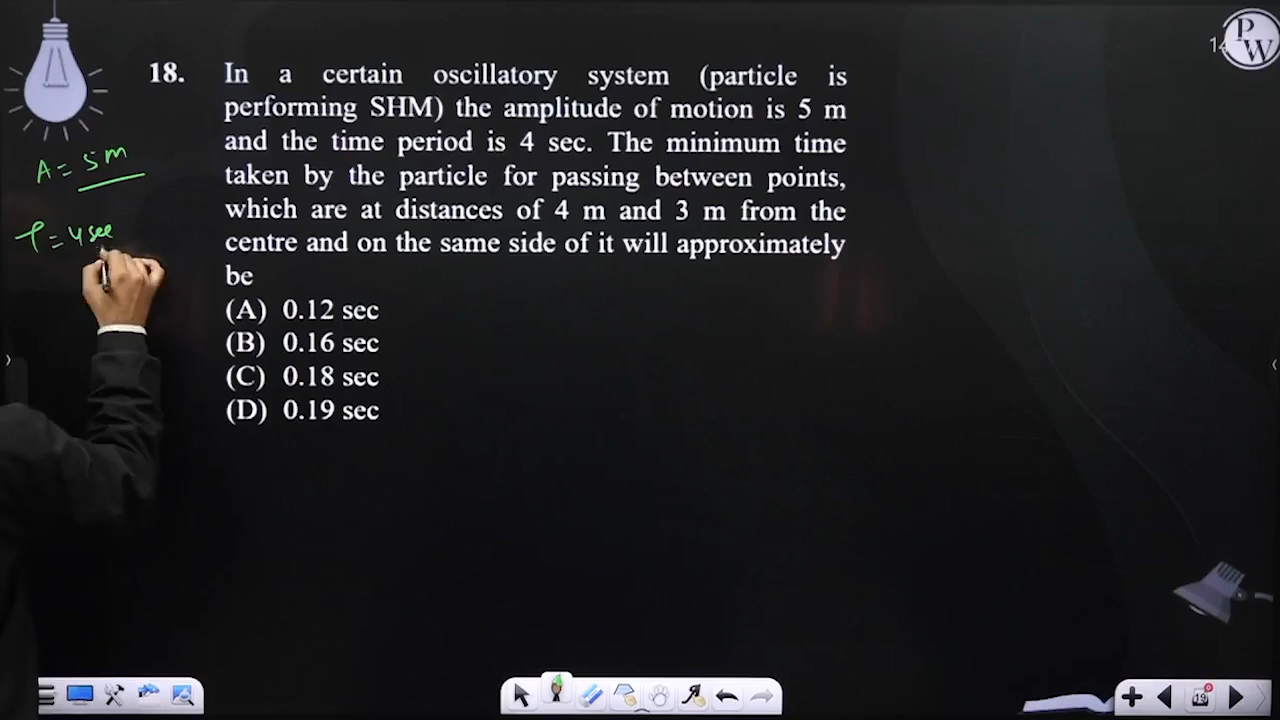 18. In a certain oscillatory system (particle is
performing SHM) the amplitude of motion is 5 m
and the time period is 4 sec. The minimum time
taken by the particle for passing between points,
which are at distances of 4 m and 3 m from the
centre and on the same side of it will approximately
be
(A) 0.12 sec
(B) 0.16 sec
(C) 0.18 sec
(D) 0.19 sec
A = 5 m
T = 4 sec
PW
19